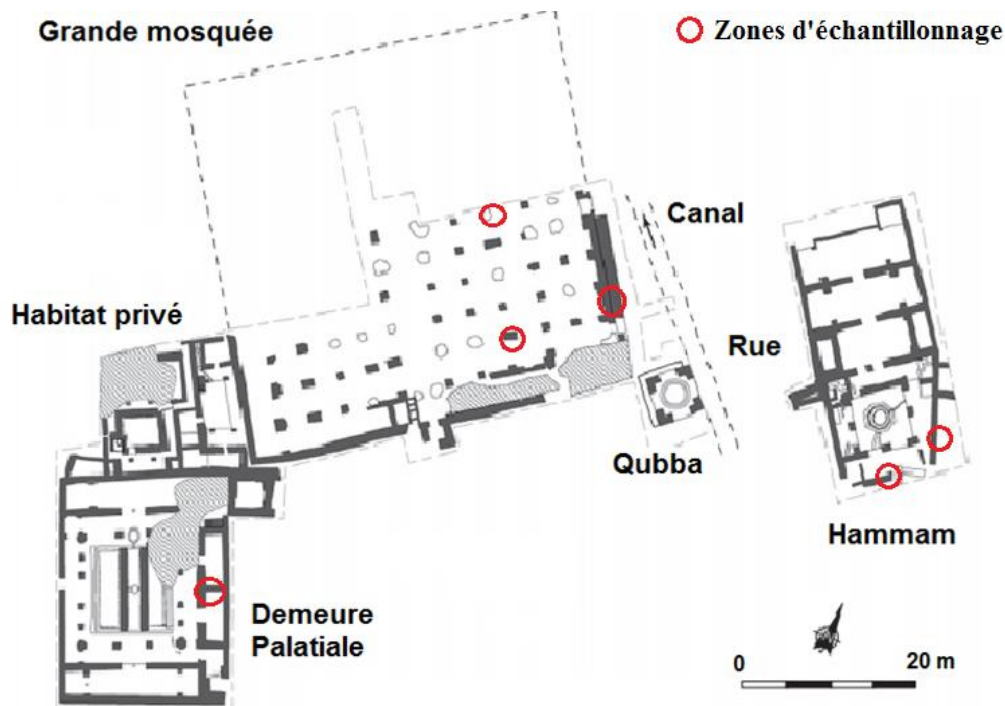 Grande mosquée
Zones d'échantillonnage
Canal
Habitat privé
Rue
Qubba
Hammam
Demeure
Palatiale
0 20 m